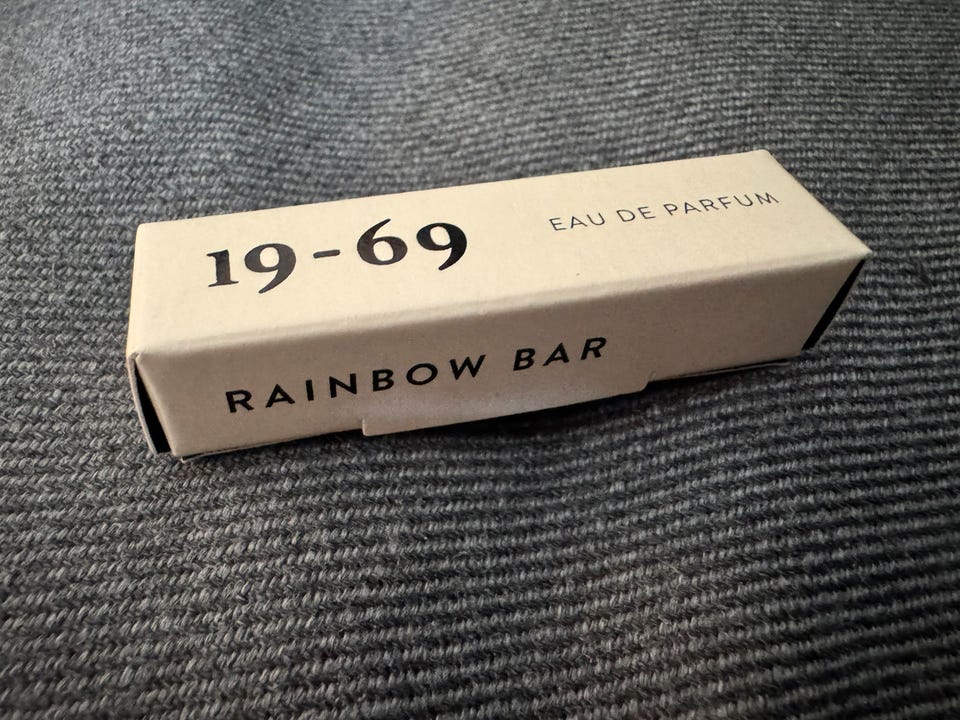 19-69
EAU DE PARFUM
RAINBOW BAR